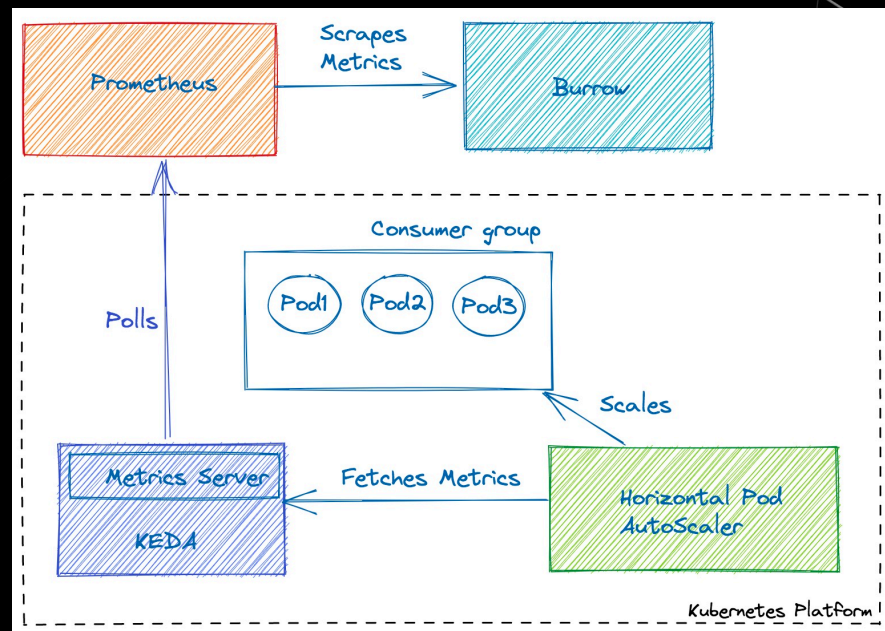 Scrapes
Metrics
Prometheus
Burrow
Consumer group
Pod1 Pod2 Pod3
Polls
Scales
Metrics Server
Fetches Metrics
Horizontal Pod
AutoScaler
KEDA
Kubernetes Platform